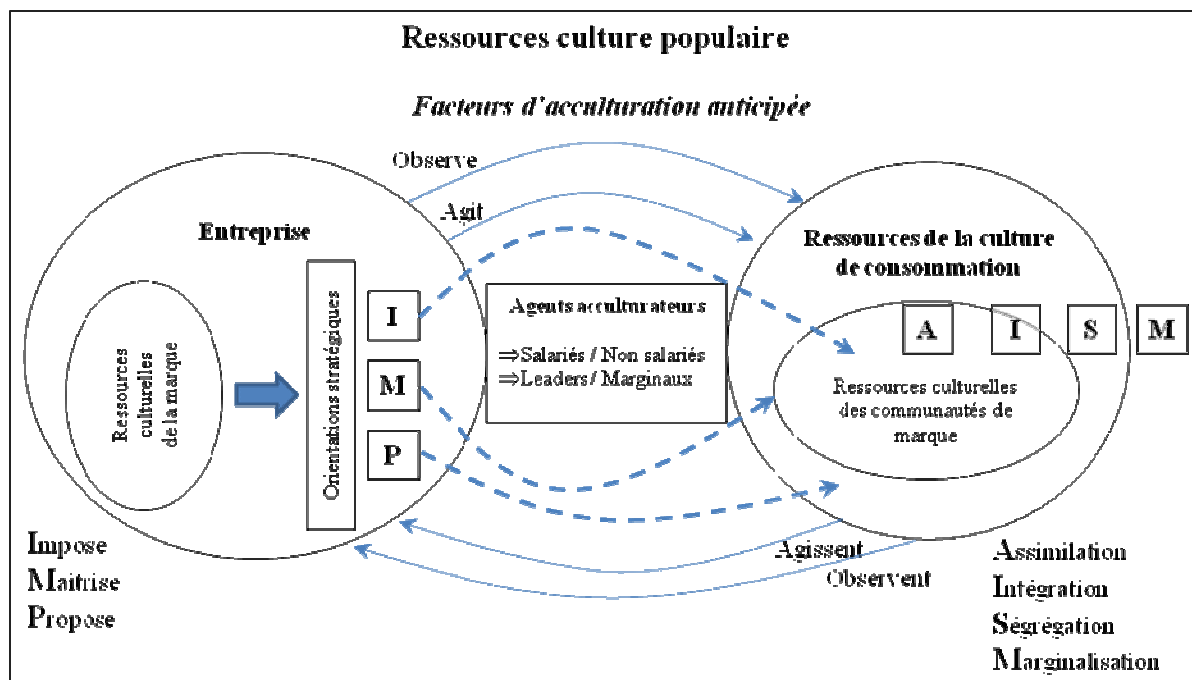 Ressources culture populaire
Facteurs d'acculturation anticipée
Observe
Agit
Entreprise
Ressources
culturelles
de la marque
Orientations stratégiques
I
M
P
Agents acculturateurs
⇒Salariés / Non salariés
⇒Leaders / Marginaux
Ressources de la culture
de consommation
A
I
S
M
Ressources culturelles
des communautés de
marque
Agissent
Observent
Impose
Maîtrise
Propose
Assimilation
Intégration
Ségrégation
Marginalisation